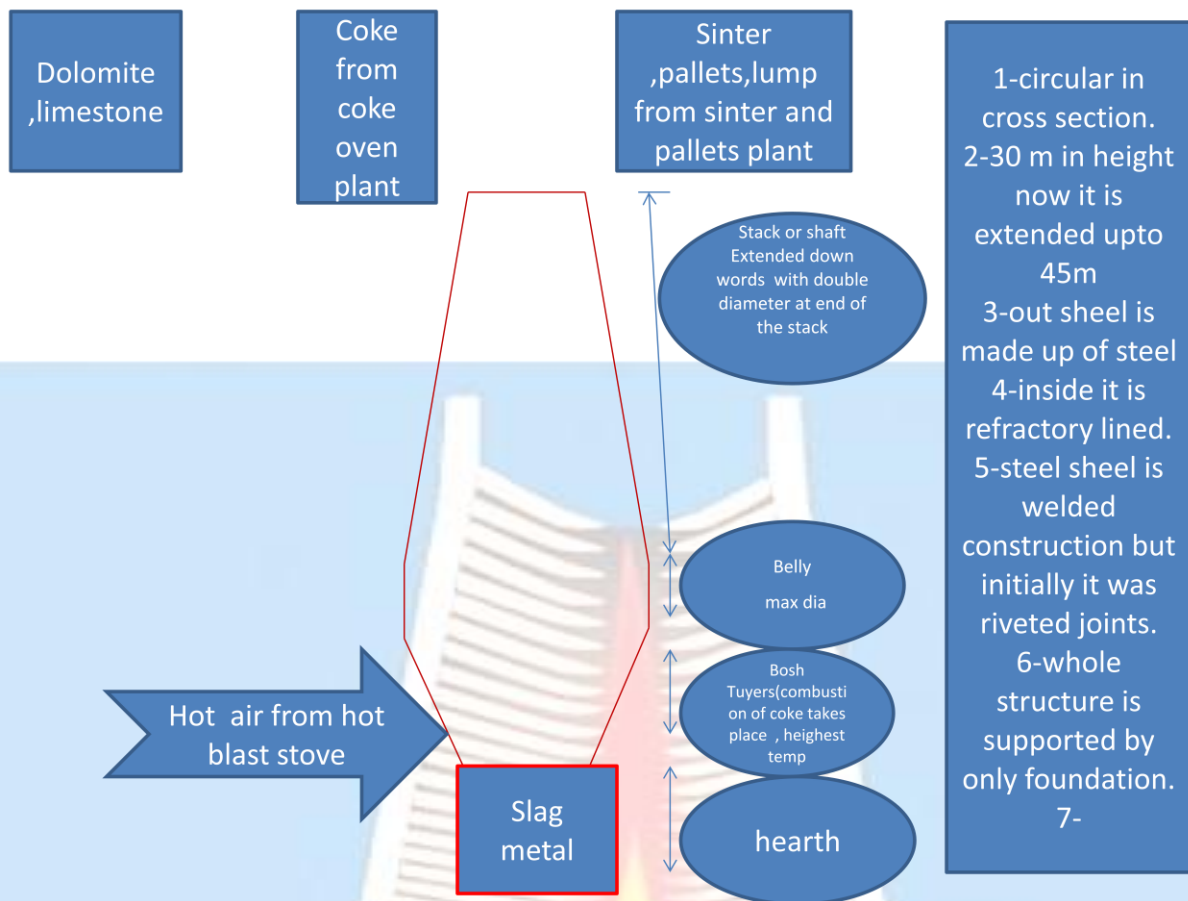 Dolomite
,limestone
Coke
from
coke
oven
plant
Sinter
,pallets,lump
from sinter and
pallets plant
Stack or shaft
Extended down
words  with double
diameter at end of
the stack
Belly
max dia
Bosh
Tuyers(combusti
on of coke takes
place  , heighest
temp
hearth
Hot  air from hot
blast stove
Slag
metal
1-circular in
cross section.
2-30 m in height
now it is
extended upto
45m
3-out sheel is
made up of steel
4-inside it is
refractory lined.
5-steel sheel is
welded
construction but
initially it was
riveted joints.
6-whole
structure is
supported by
only foundation.
7-